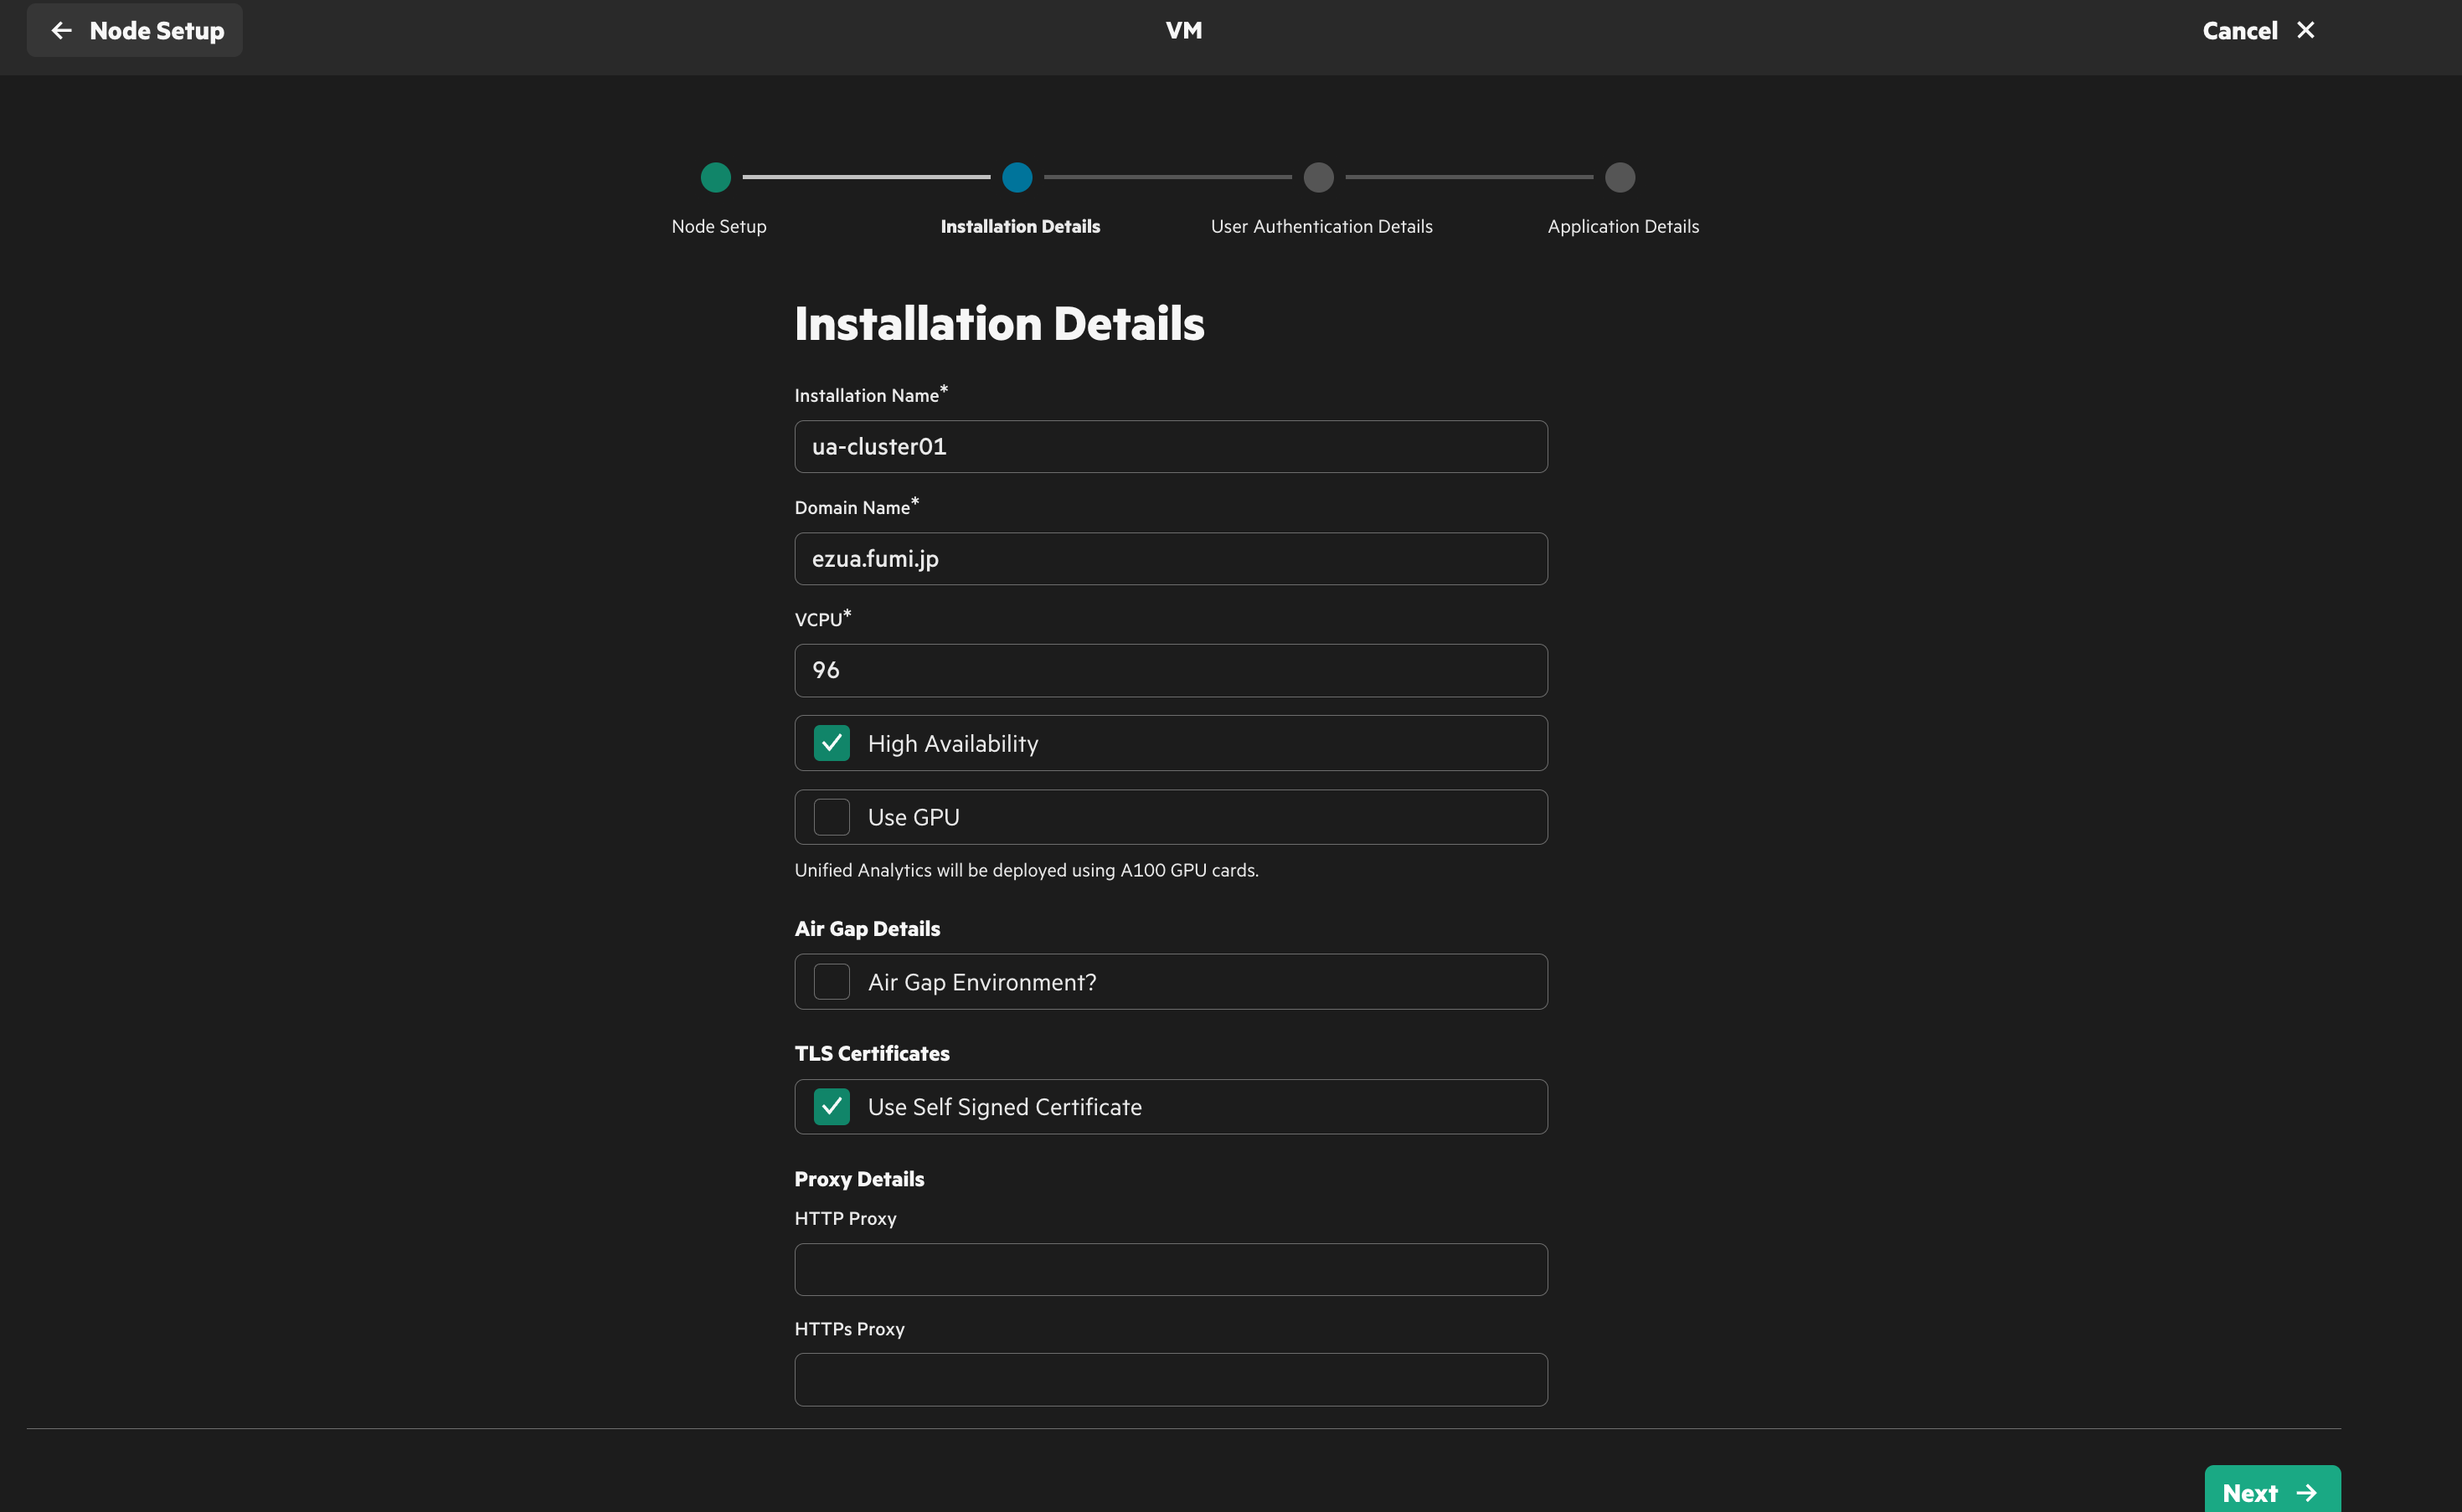 Node Setup
VM
Cancel
Node Setup
Installation Details
User Authentication Details
Application Details
Installation Details
Installation Name*
ua-cluster01
Domain Name*
ezua.fumi.jp
VCPU*
96
High Availability
Use GPU
Unified Analytics will be deployed using A100 GPU cards.
Air Gap Details
Air Gap Environment?
TLS Certificates
Use Self Signed Certificate
Proxy Details
HTTP Proxy
HTTPs Proxy
Next